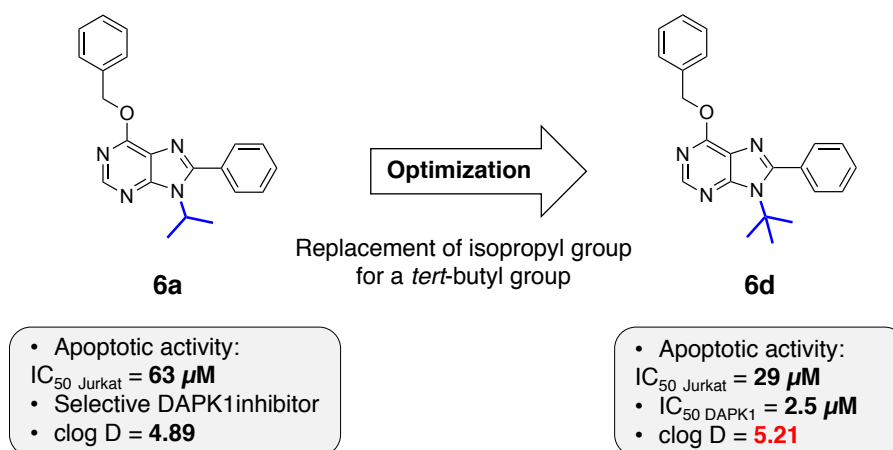 O
N
N
N
N
6a
Optimization
Replacement of isopropyl group
for a tert-butyl group
O
N
N
N
N
6d
• Apoptotic activity:
IC50 Jurkat = 63 µM
• Selective DAPK1inhibitor
• clog D = 4.89
• Apoptotic activity:
IC50 Jurkat = 29 µM
• IC50 DAPK1 = 2.5 µM
• clog D = 5.21